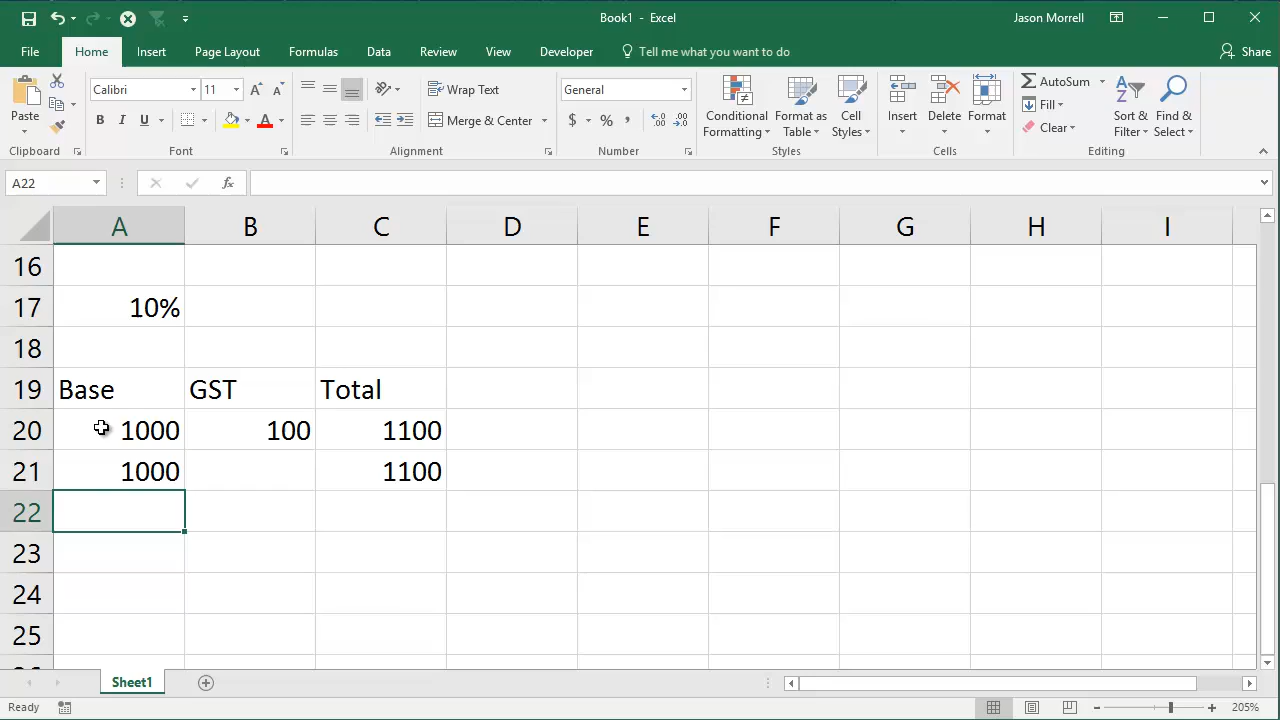 Book1 - Excel
Jason Morrell
File Home Insert Page Layout Formulas Data Review View Developer Tell me what you want to do Share
Paste
Calibri 11
B I U A
Wrap Text
Merge & Center
General
$ % ,
Conditional Formatting
Format as Table
Cell Styles
Insert
Delete
Format
AutoSum
Fill
Clear
Sort & Filter
Find & Select
Clipboard Font Alignment Number Styles Cells Editing
A22 fx
A B C D E F G H I
16
17 10%
18
19 Base GST Total
20 1000 100 1100
21 1000 1100
22
23
24
25
Sheet1
Ready 205%